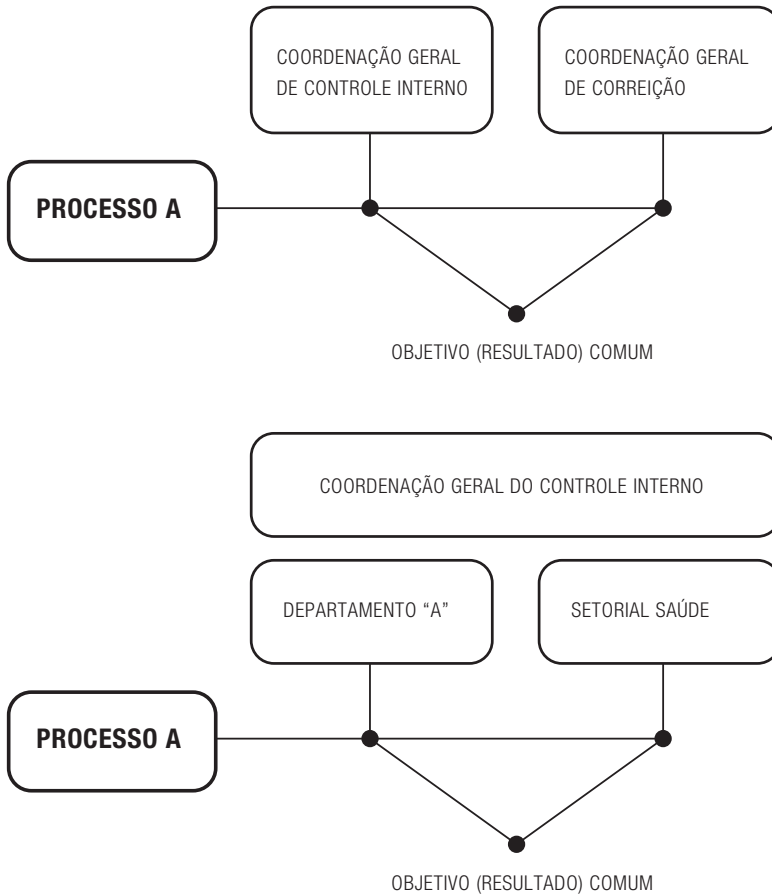 COORDENAÇÃO GERAL
DE CONTROLE INTERNO
COORDENAÇÃO GERAL
DE CORREIÇÃO
PROCESSO A
OBJETIVO (RESULTADO) COMUM
COORDENAÇÃO GERAL DO CONTROLE INTERNO
DEPARTAMENTO “A”
SETORIAL SAÚDE
PROCESSO A
OBJETIVO (RESULTADO) COMUM